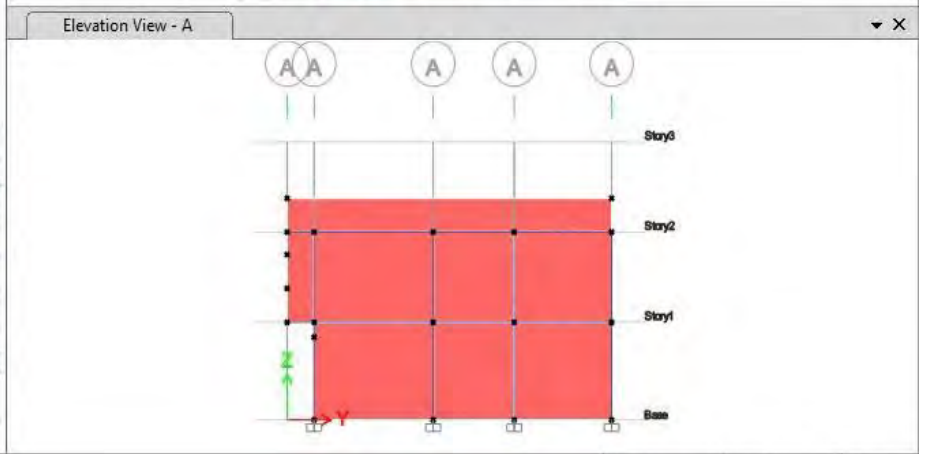 Elevation View - A
A A A A A
Story3
Story2
Story1
Z
Y
Base